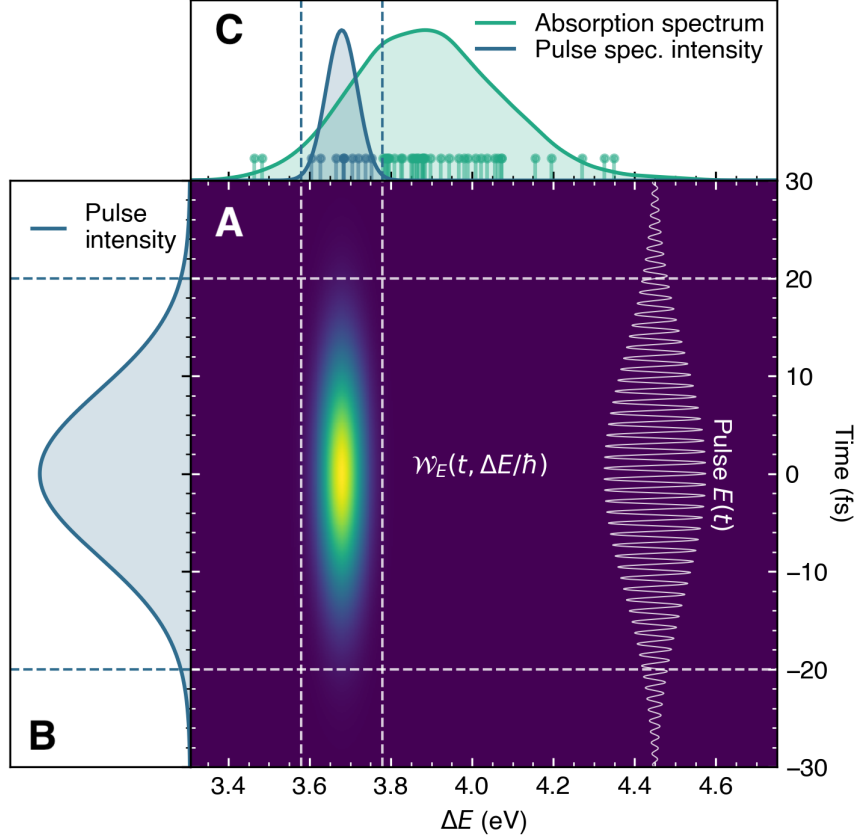 C
Absorption spectrum
Pulse spec. intensity
Pulse
intensity
A
B
𝒲_E(t, ΔE/ħ)
Pulse E(t)
30
20
10
0
−10
−20
−30
Time (fs)
3.4 3.6 3.8 4.0 4.2 4.4 4.6
ΔE (eV)